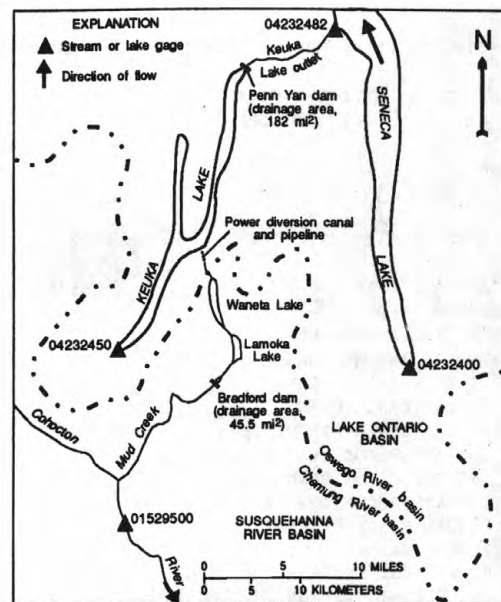 EXPLANATION
Stream or lake gage
Direction of flow
04232482
Keuka
Lake outlet
N
Penn Yan dam
(drainage area,
182 mi²)
SENECA
LAKE
LAKE
KEUKA
Power diversion canal
and pipeline
Waneta Lake
04232450
Lamoka
Lake
04232400
Bradford dam
(drainage area,
45.5 mi²)
LAKE ONTARIO
BASIN
Cohocton
Mud Creek
Oswego River basin
Chemung River basin
01529500
SUSQUEHANNA
RIVER BASIN
River
0 5 10 MILES
0 5 10 KILOMETERS